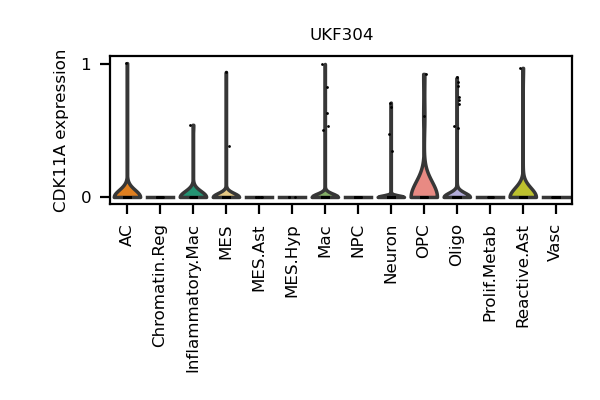 UKF304
CDK11A expression
1
0
AC
Chromatin.Reg
Inflammatory.Mac
MES
MES.Ast
MES.Hyp
Mac
NPC
Neuron
OPC
Oligo
Prolif.Metab
Reactive.Ast
Vasc